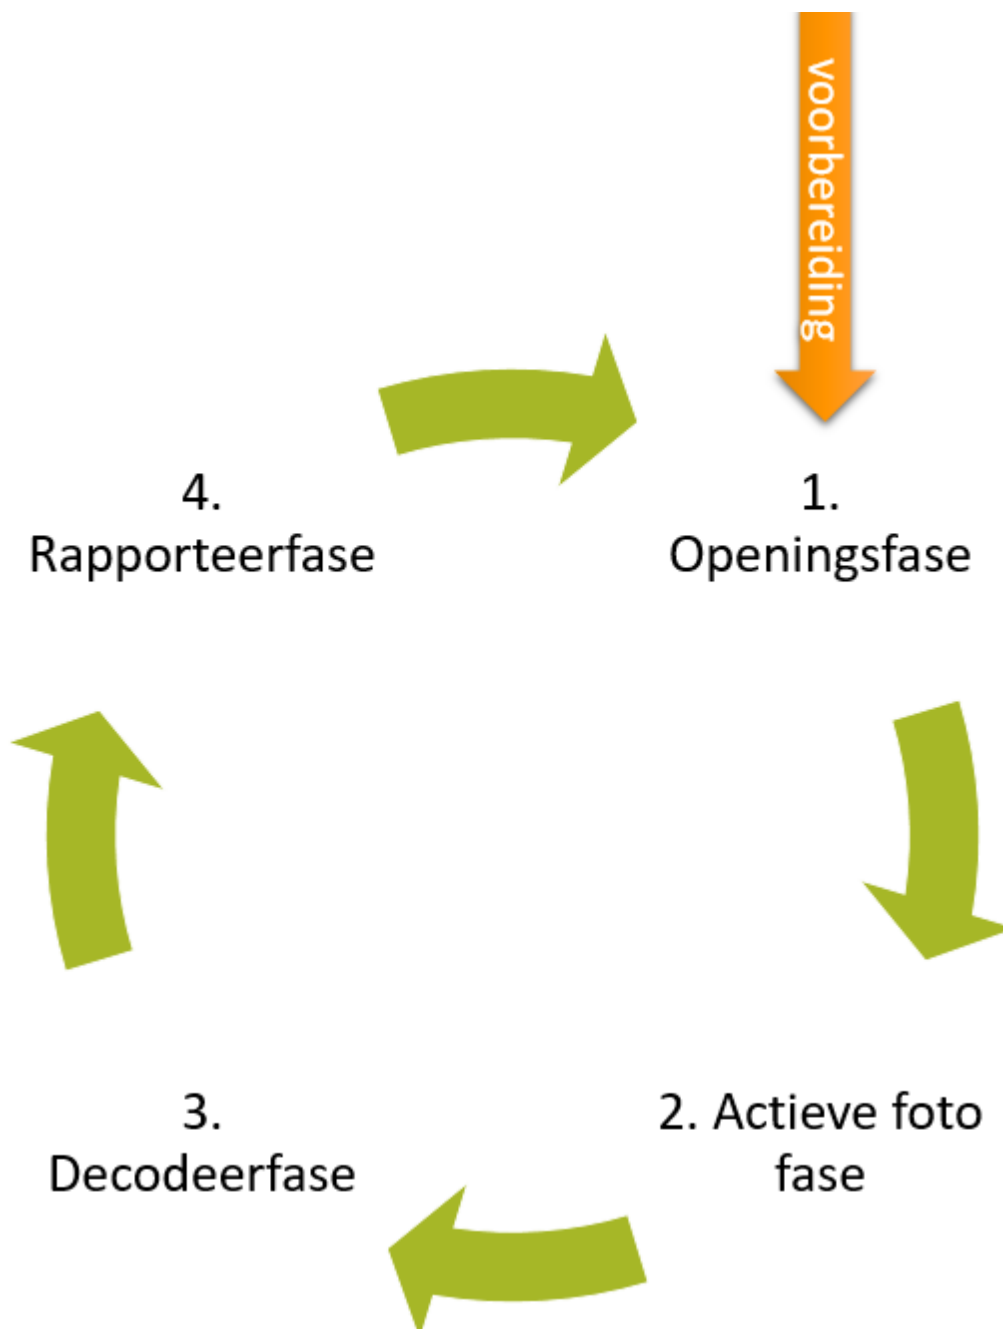 voorbereiding
1.
Openingsfase
2. Actieve foto
fase
3.
Decodeerfase
4.
Rapporteerfase